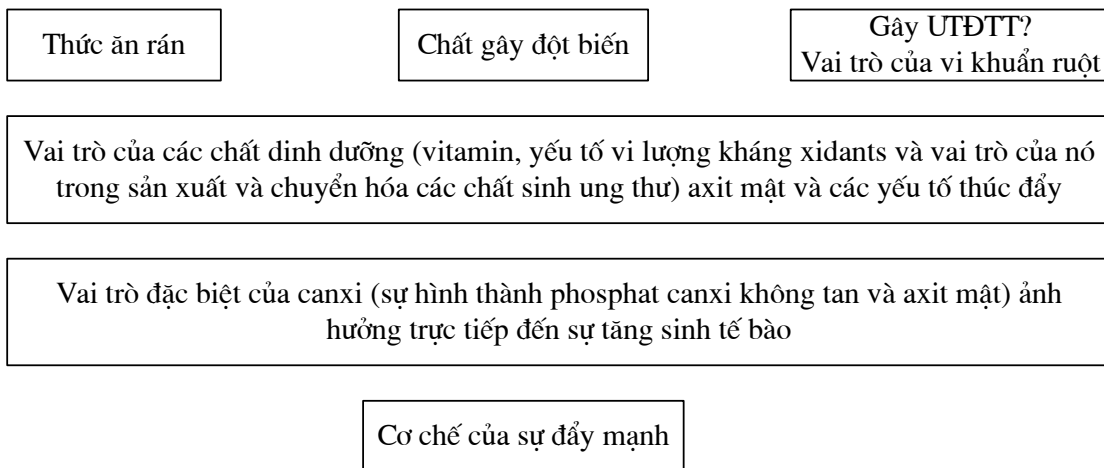 Thức ăn rán
Chất gây đột biến
Gây UTĐTT?
Vai trò của vi khuẩn ruột
Vai trò của các chất dinh dưỡng (vitamin, yếu tố vi lượng kháng xidants và vai trò của nó
trong sản xuất và chuyển hóa các chất sinh ung thư) axit mật và các yếu tố thúc đẩy
Vai trò đặc biệt của canxi (sự hình thành phosphat canxi không tan và axit mật) ảnh
hưởng trực tiếp đến sự tăng sinh tế bào
Cơ chế của sự đẩy mạnh